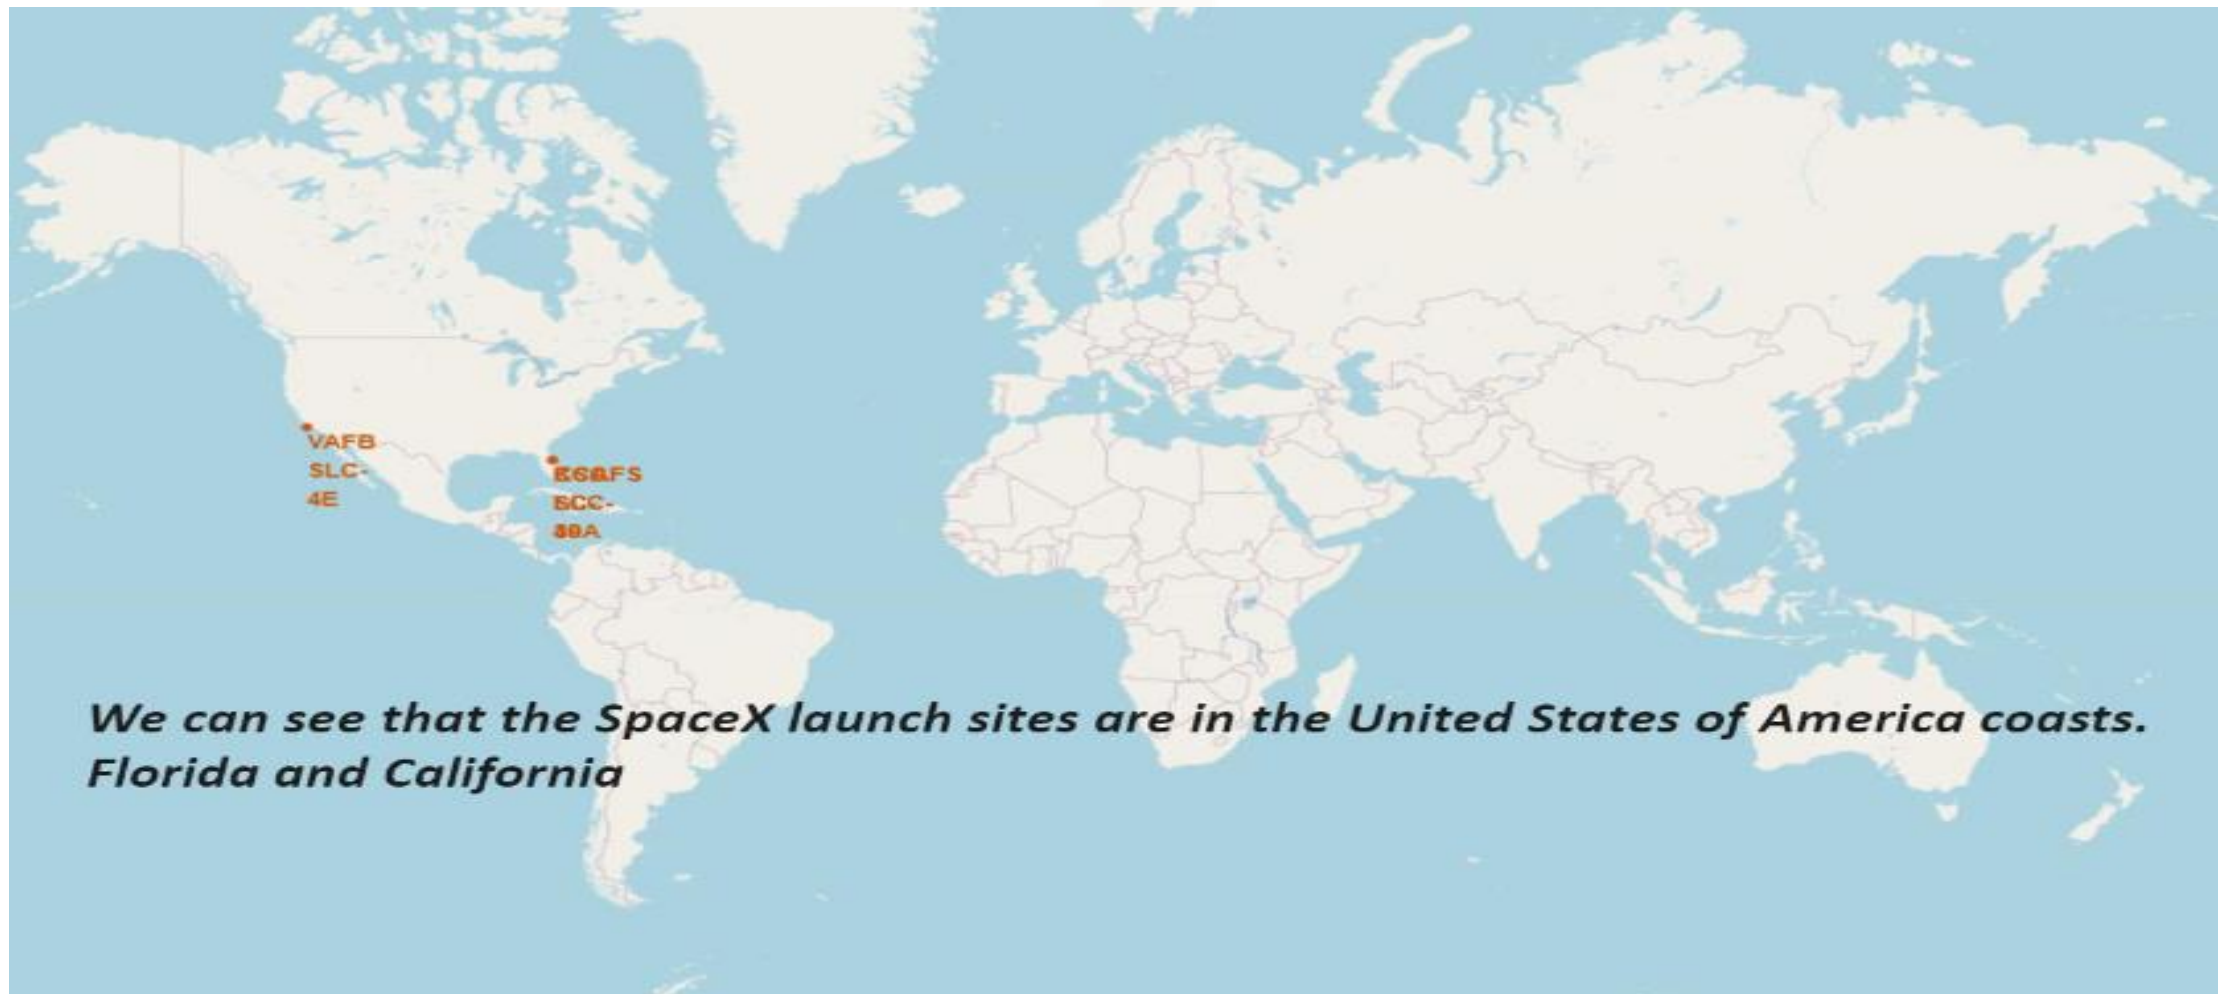 VAFB
SLC-
4E
We can see that the SpaceX launch sites are in the United States of America coasts.
Florida and California